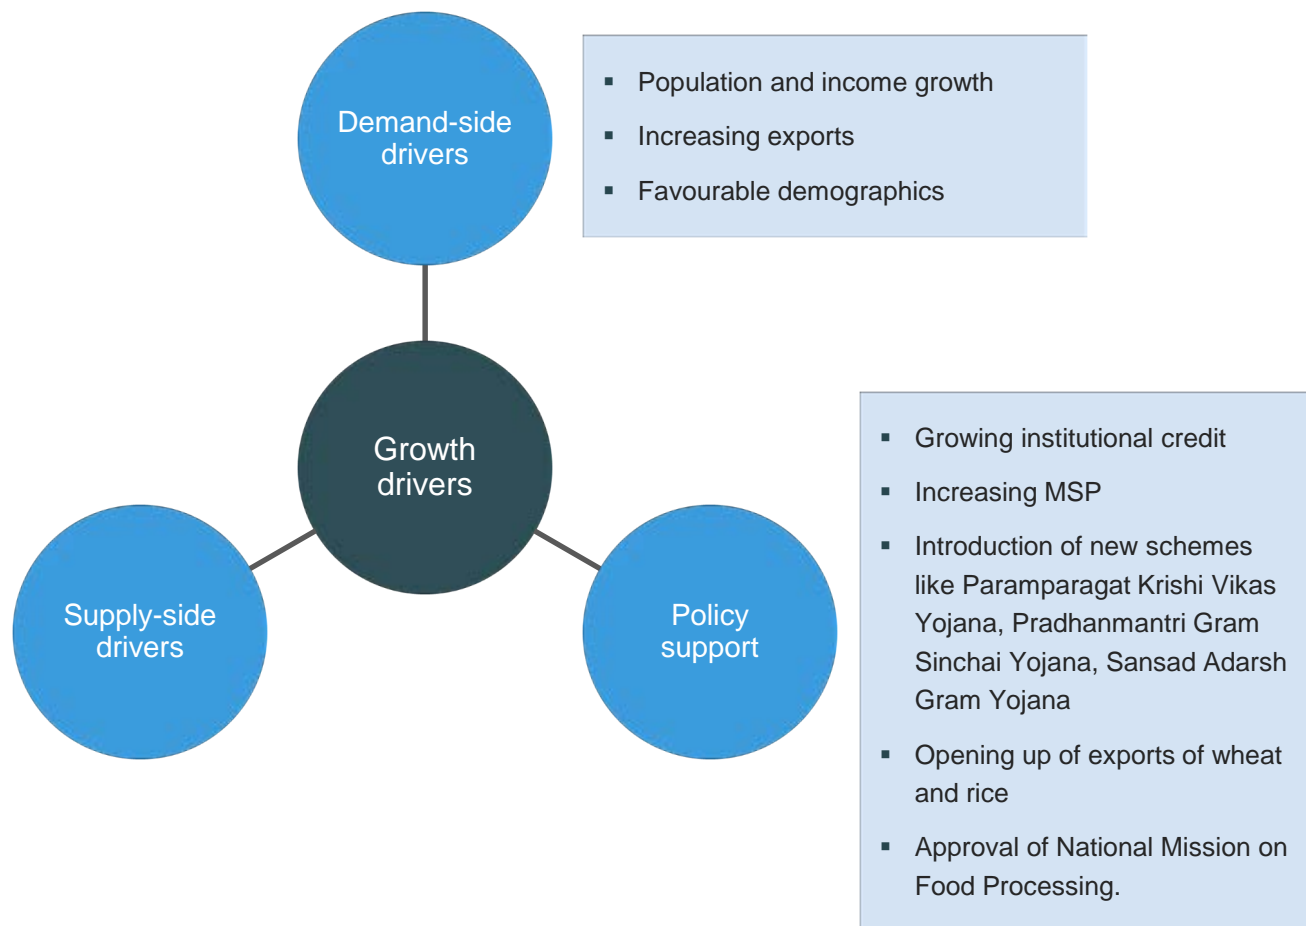 Demand-side
drivers
▪ Population and income growth
▪ Increasing exports
▪ Favourable demographics
Growth
drivers
Supply-side
drivers
Policy
support
▪ Growing institutional credit
▪ Increasing MSP
▪ Introduction of new schemes
like Paramparagat Krishi Vikas
Yojana, Pradhanmantri Gram
Sinchai Yojana, Sansad Adarsh
Gram Yojana
▪ Opening up of exports of wheat
and rice
▪ Approval of National Mission on
Food Processing.